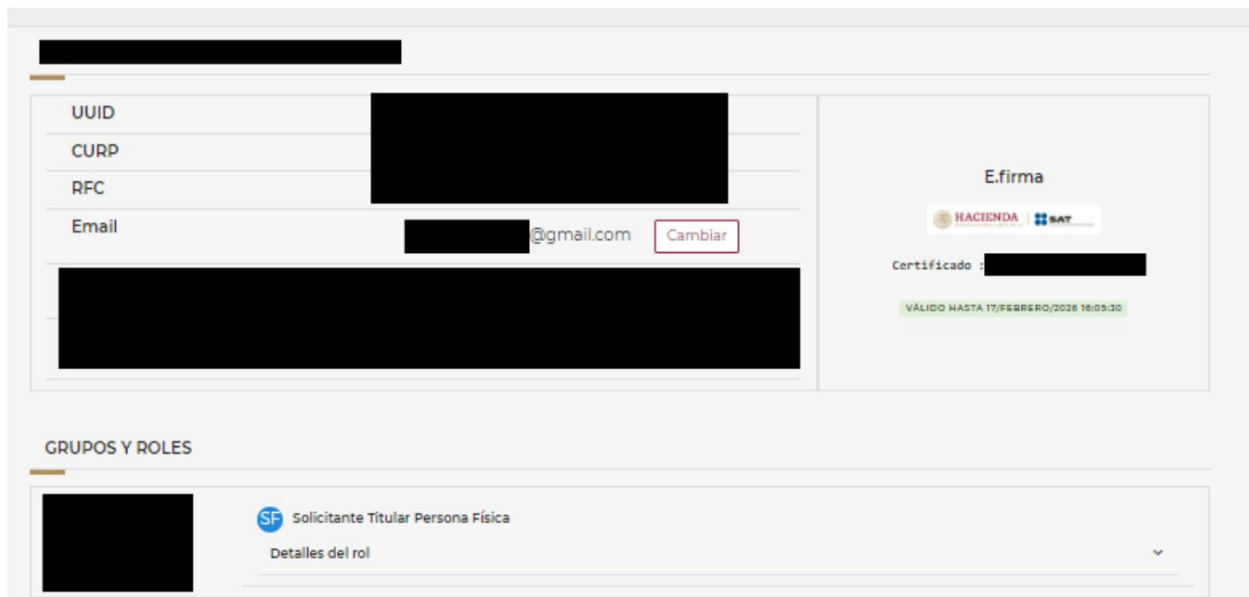 UUID
CURP
RFC
Email
@gmail.com
Cambiar
E.firma
HACIENDA
SAT
Certificado :
VÁLIDO HASTA 17/FEBRERO/2026 16:05:30
GRUPOS Y ROLES
SF Solicitante Titular Persona Física
Detalles del rol